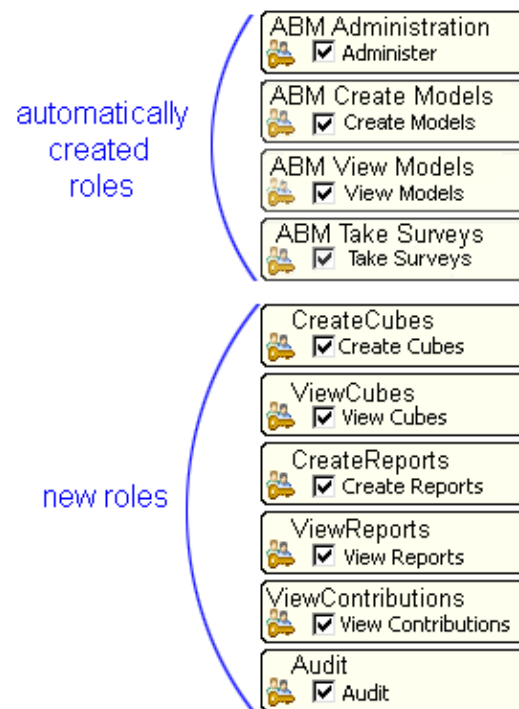 automatically
created
roles
ABM Administration
Administer
ABM Create Models
Create Models
ABM View Models
View Models
ABM Take Surveys
Take Surveys
new roles
CreateCubes
Create Cubes
ViewCubes
View Cubes
CreateReports
Create Reports
ViewReports
View Reports
ViewContributions
View Contributions
Audit
Audit